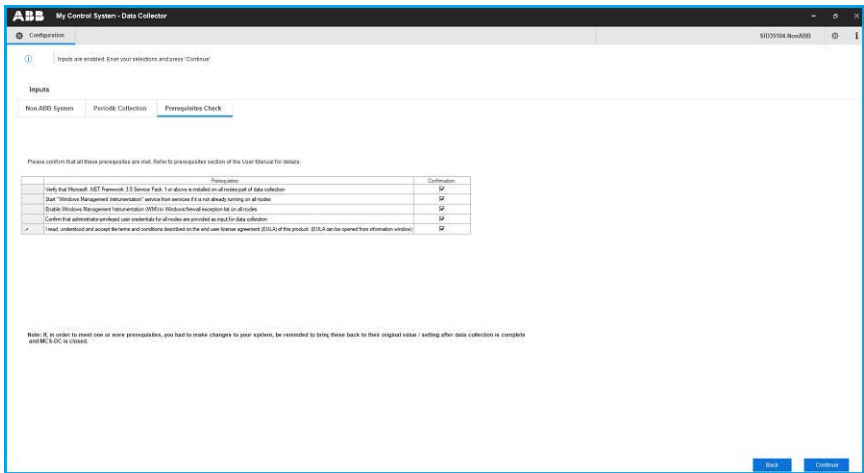 ABB My Control System - Data Collector
Configuration SID35104.NonABB
Inputs are enabled. Enter your selections and press 'Continue'
Inputs
Non ABB System Periodic Collection Prerequisites Check
Please confirm that all these prerequisites are met. Refer to prerequisites section of the User Manual for details.
Prerequisites Confirmation
Verify that Microsoft .NET Framework 3.5 Service Pack 1 or above is installed on all nodes part of data collection
Start "Windows Management Instrumentation" service from services if it is not already running on all nodes
Enable Windows Management Instrumentation (WMI) in Windows firewall exception list on all nodes
Confirm that administrator privileged user credentials for all nodes are provided as input for data collection
I read, understood and accept the terms and conditions described on the end user license agreement (EULA) of this product. (EULA can be opened from information window)
Note: If, in order to meet one or more prerequisites, you had to make changes to your system, be reminded to bring these back to their original value / setting after data collection is complete
and MCS-DC is closed.
Back Continue